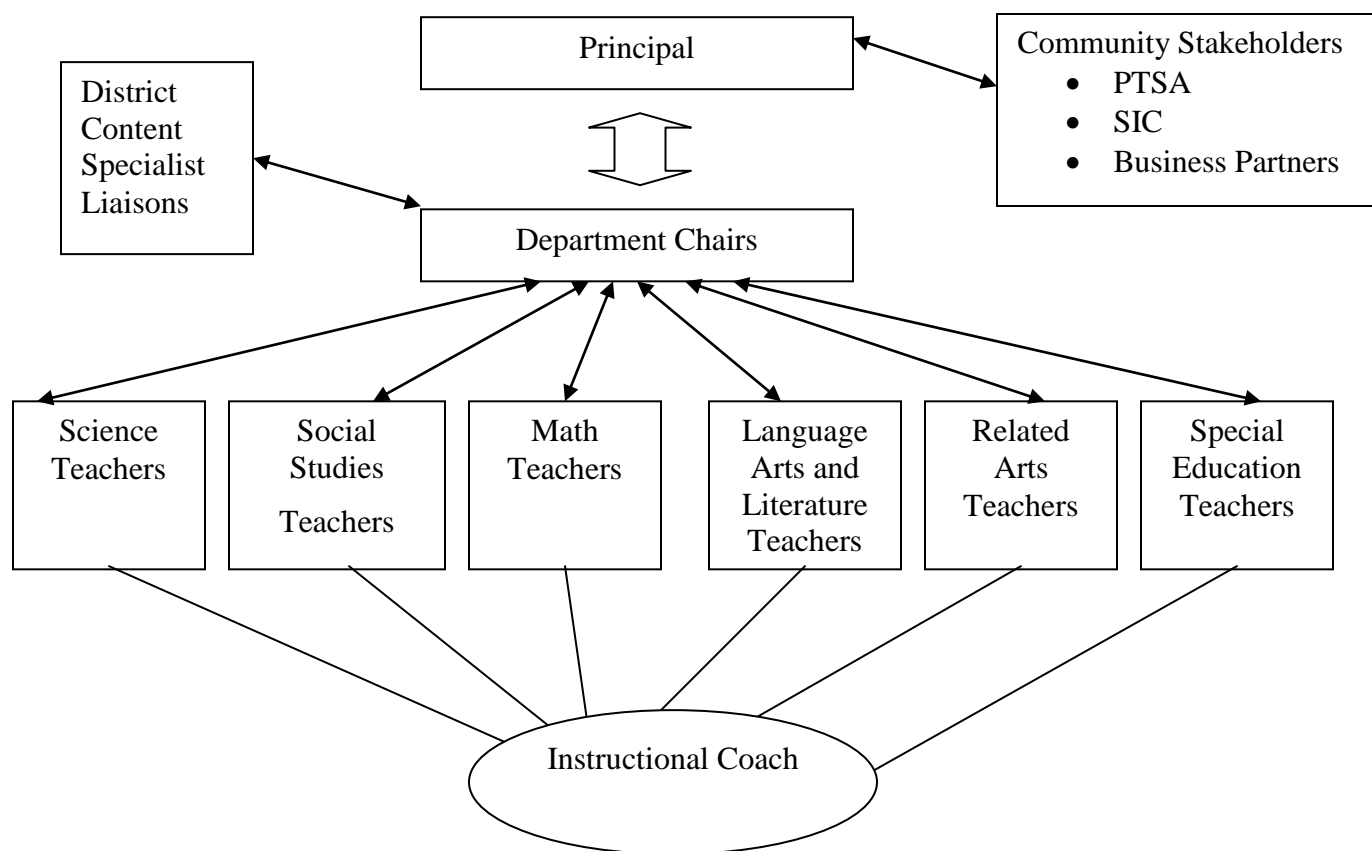 Principal
Community Stakeholders
• PTSA
• SIC
• Business Partners
District
Content
Specialist
Liaisons
Department Chairs
Science
Teachers
Social
Studies
Teachers
Math
Teachers
Language
Arts and
Literature
Teachers
Related
Arts
Teachers
Special
Education
Teachers
Instructional Coach